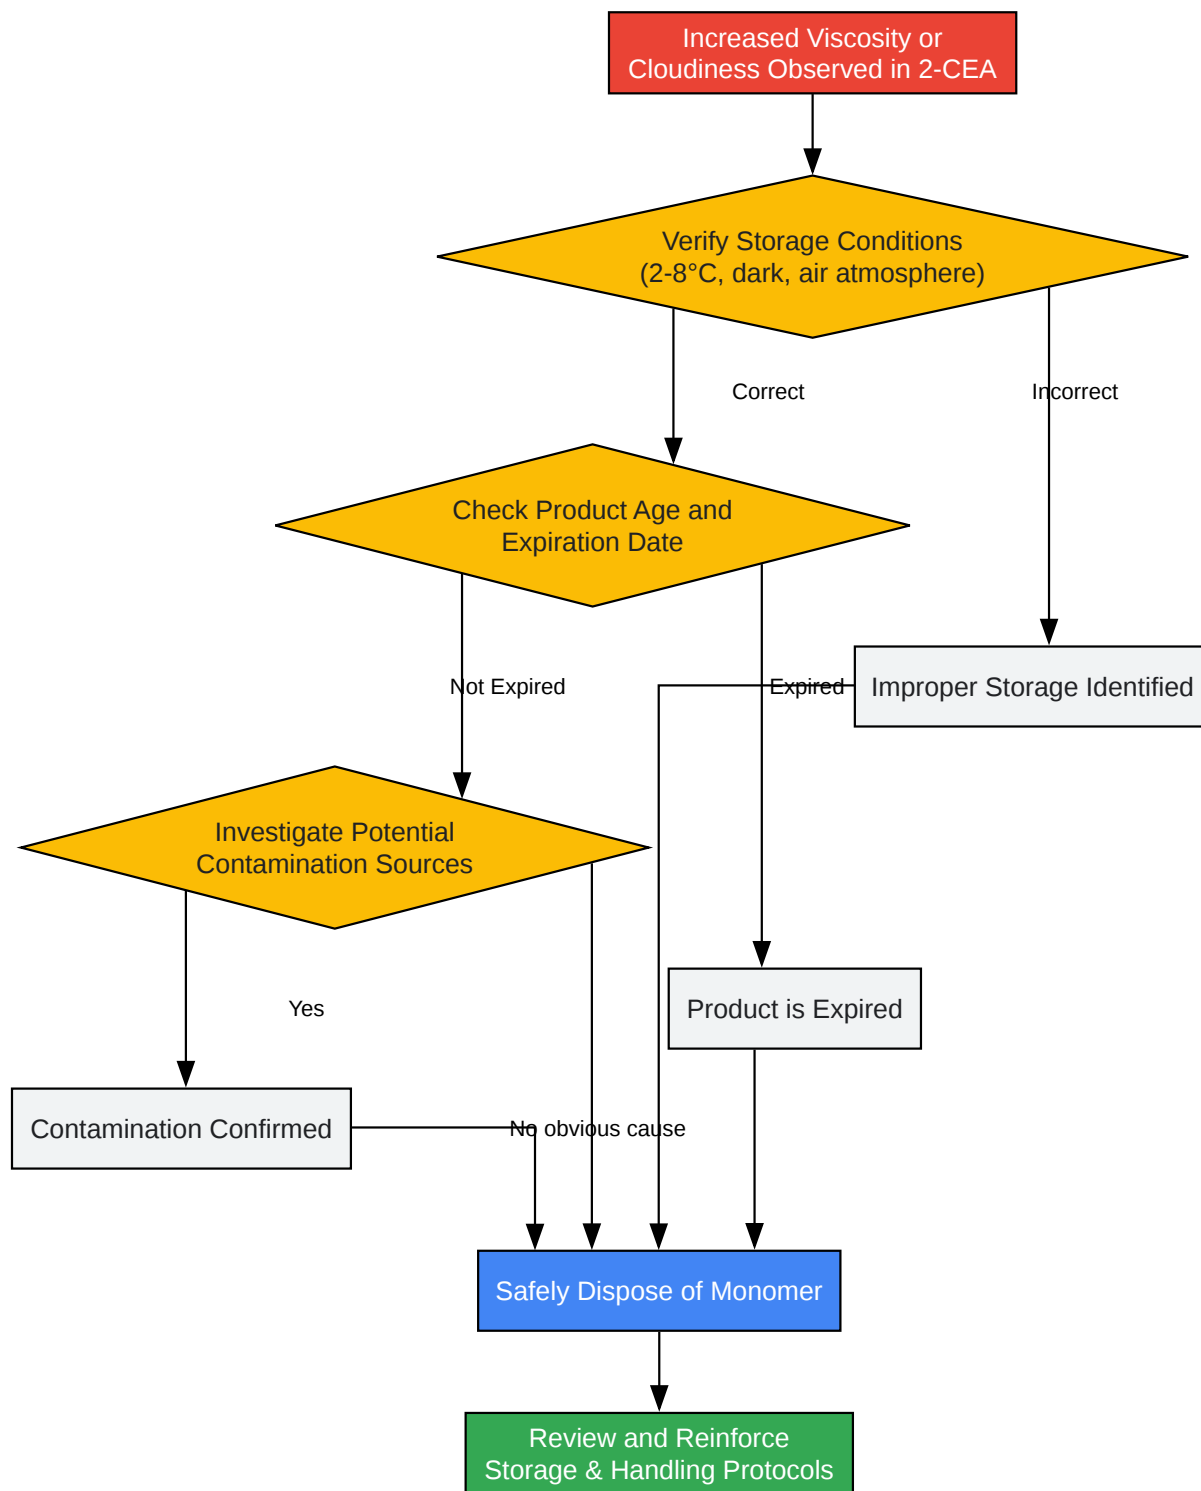 Increased Viscosity or
Cloudiness Observed in 2-CEA
Verify Storage Conditions
(2-8°C, dark, air atmosphere)
Correct
Incorrect
Check Product Age and
Expiration Date
Not Expired
Expired
Improper Storage Identified
Investigate Potential
Contamination Sources
Yes
Product is Expired
Contamination Confirmed
No obvious cause
Safely Dispose of Monomer
Review and Reinforce
Storage & Handling Protocols